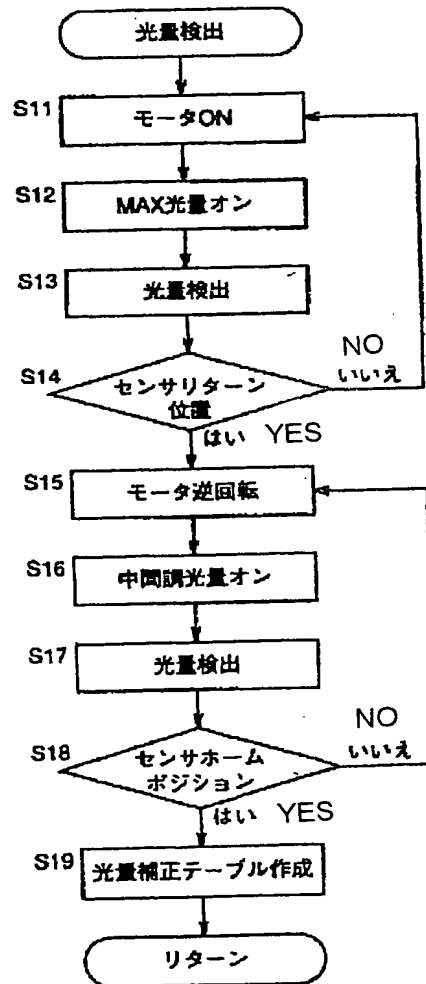 光量検出
S11
モータON
S12
MAX光量オン
S13
光量検出
S14
センサリターン
位置
NO
いいえ
はい YES
S15
モータ逆回転
S16
中間調光量オン
S17
光量検出
S18
センサホーム
ポジション
NO
いいえ
はい YES
S19
光量補正テーブル作成
リターン